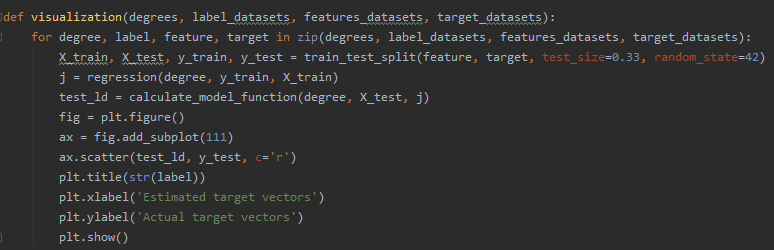 def visualization(degrees, label_datasets, features_datasets, target_datasets):
    for degree, label, feature, target in zip(degrees, label_datasets, features_datasets, target_datasets):
        X_train, X_test, y_train, y_test = train_test_split(feature, target, test_size=0.33, random_state=42)
        j = regression(degree, y_train, X_train)
        test_ld = calculate_model_function(degree, X_test, j)
        fig = plt.figure()
        ax = fig.add_subplot(111)
        ax.scatter(test_ld, y_test, c='r')
        plt.title(str(label))
        plt.xlabel('Estimated target vectors')
        plt.ylabel('Actual target vectors')
        plt.show()